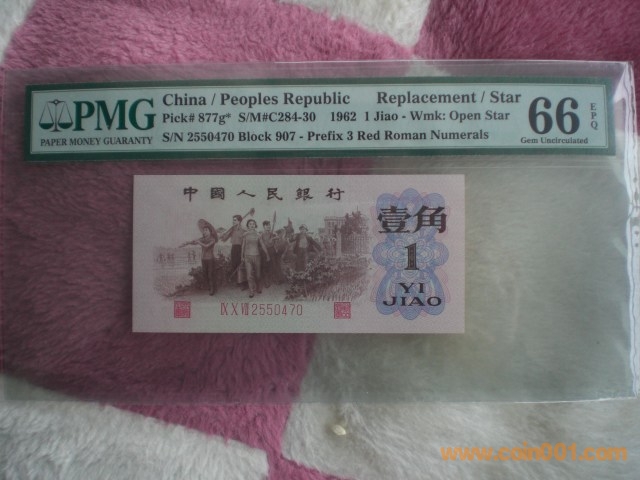 PMG
PAPER MONEY GUARANTY
China / Peoples Republic Replacement / Star
Pick# 877g* S/M#C284-30 1962 1 Jiao - Wmk: Open Star
S/N 2550470 Block 907 - Prefix 3 Red Roman Numerals
66
EPQ
Gem Uncirculated
中國人民銀行
壹角
1
YI
JIAO
IX X VII 2550470
www.coin001.com